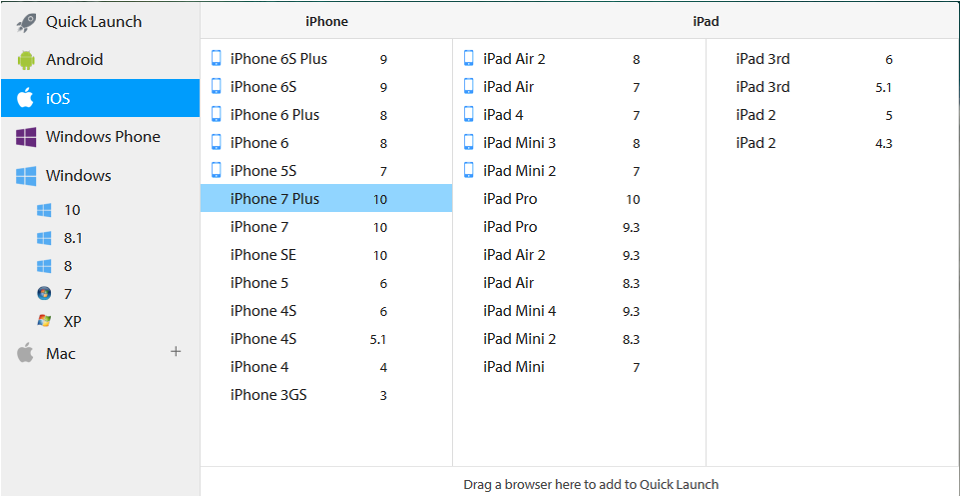 Quick Launch
Android
iOS
Windows Phone
Windows
10
8.1
8
7
XP
Mac +
iPhone
iPhone 6S Plus 9
iPhone 6S 9
iPhone 6 Plus 8
iPhone 6 8
iPhone 5S 7
iPhone 7 Plus 10
iPhone 7 10
iPhone SE 10
iPhone 5 6
iPhone 4S 6
iPhone 4S 5.1
iPhone 4 4
iPhone 3GS 3
iPad
iPad Air 2 8
iPad Air 7
iPad 4 7
iPad Mini 3 8
iPad Mini 2 7
iPad Pro 10
iPad Pro 9.3
iPad Air 2 9.3
iPad Air 8.3
iPad Mini 4 9.3
iPad Mini 2 8.3
iPad Mini 7
iPad 3rd 6
iPad 3rd 5.1
iPad 2 5
iPad 2 4.3
Drag a browser here to add to Quick Launch